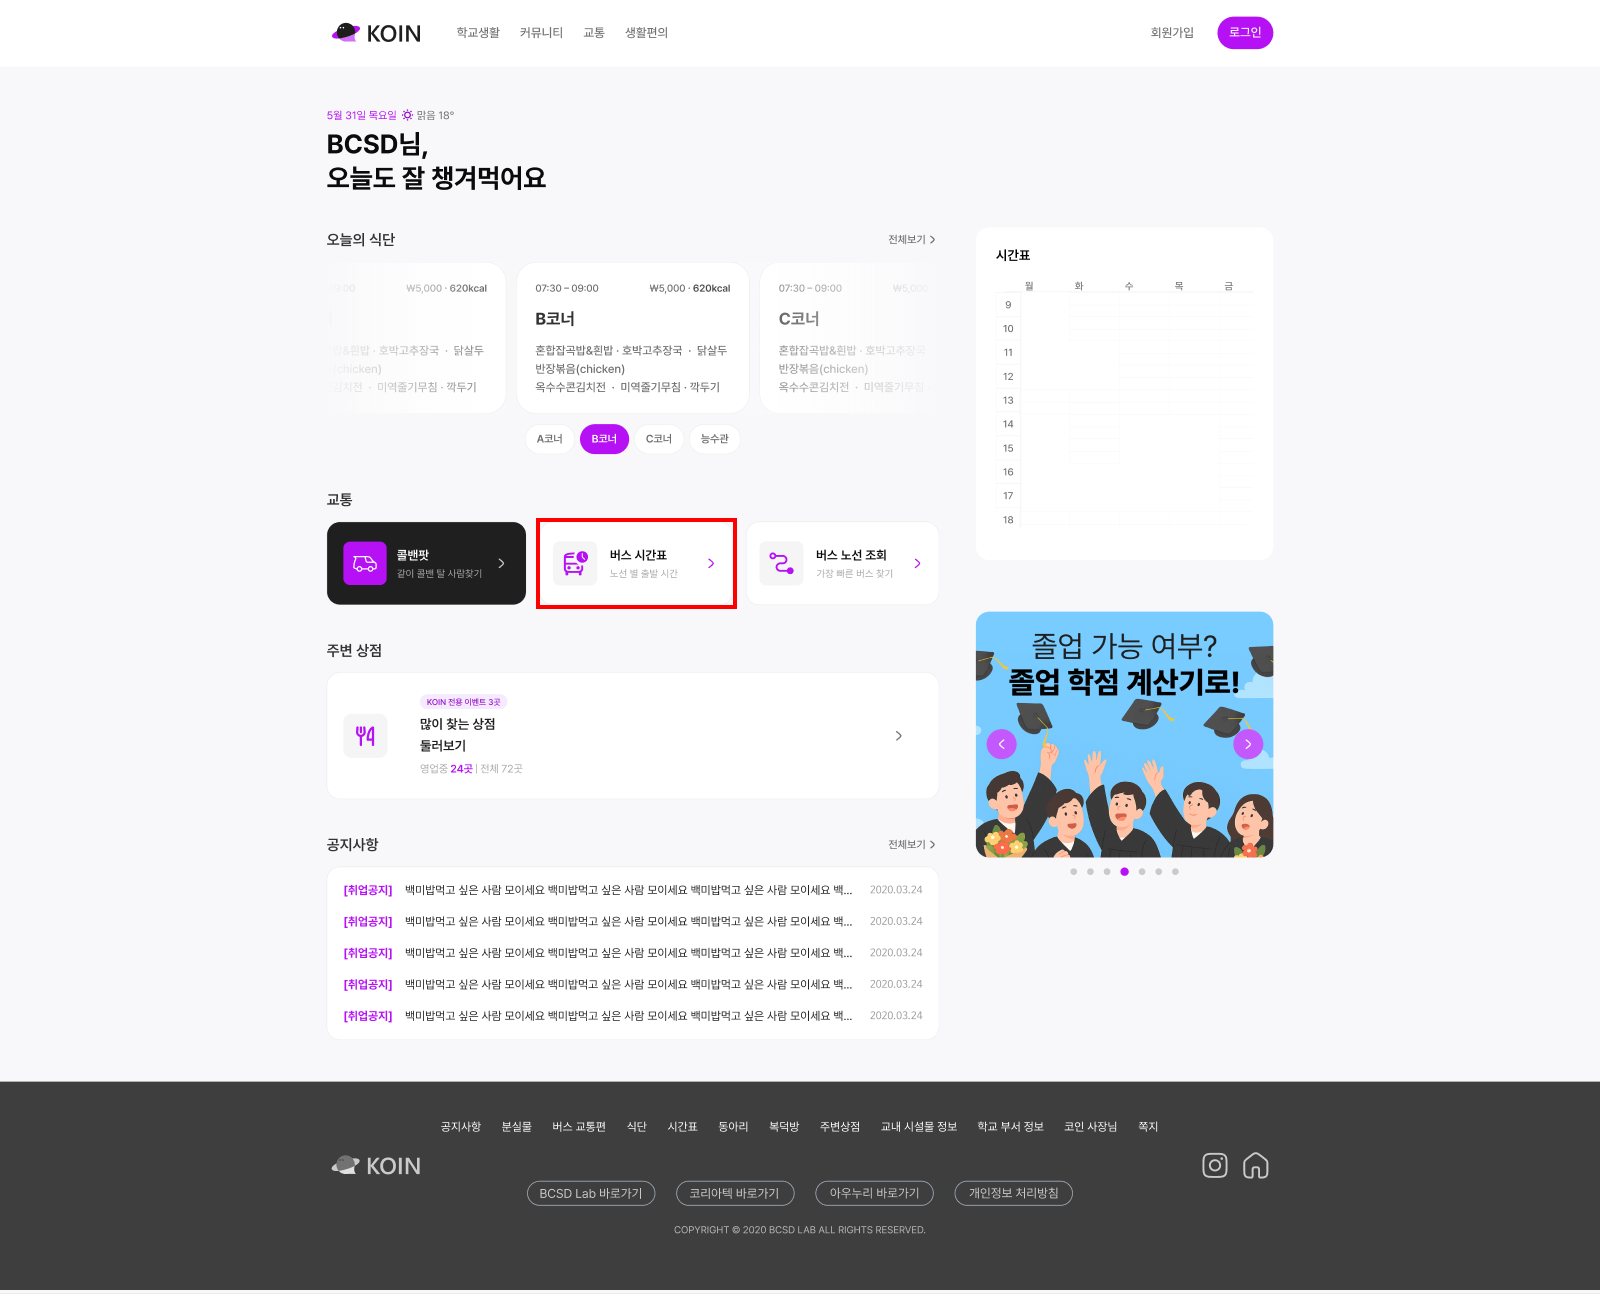 KOIN
학교생활 커뮤니티 교통 생활편의
회원가입 로그인
5월 31일 목요일 맑음 18°
BCSD님,
오늘도 잘 챙겨먹어요
오늘의 식단
전체보기
₩5,000 · 620kcal
&흰밥 · 호박고추장국 · 닭살두
(chicken)
김치전 · 미역줄기무침 · 깍두기
07:30 – 09:00 ₩5,000 · 620kcal
B코너
혼합잡곡밥&흰밥 · 호박고추장국 · 닭살두
반장볶음(chicken)
옥수수콘김치전 · 미역줄기무침 · 깍두기
07:30 – 09:00 ₩5,000
C코너
혼합잡곡밥&흰밥 · 호박고추장국
반장볶음(chicken)
옥수수콘김치전 · 미역줄기무침
A코너 B코너 C코너 능수관
시간표
월 화 수 목 금
9
10
11
12
13
14
15
16
17
18
교통
콜밴팟
같이 콜밴 탈 사람찾기
버스 시간표
노선 별 출발 시간
버스 노선 조회
가장 빠른 버스 찾기
주변 상점
KOIN 전용 이벤트 3곳
많이 찾는 상점
둘러보기
영업중 24곳 | 전체 72곳
졸업 가능 여부?
졸업 학점 계산기로!
공지사항
전체보기
[취업공지] 백미밥먹고 싶은 사람 모이세요 백미밥먹고 싶은 사람 모이세요 백미밥먹고 싶은 사람 모이세요 백... 2020.03.24
[취업공지] 백미밥먹고 싶은 사람 모이세요 백미밥먹고 싶은 사람 모이세요 백미밥먹고 싶은 사람 모이세요 백... 2020.03.24
[취업공지] 백미밥먹고 싶은 사람 모이세요 백미밥먹고 싶은 사람 모이세요 백미밥먹고 싶은 사람 모이세요 백... 2020.03.24
[취업공지] 백미밥먹고 싶은 사람 모이세요 백미밥먹고 싶은 사람 모이세요 백미밥먹고 싶은 사람 모이세요 백... 2020.03.24
[취업공지] 백미밥먹고 싶은 사람 모이세요 백미밥먹고 싶은 사람 모이세요 백미밥먹고 싶은 사람 모이세요 백... 2020.03.24
공지사항 분실물 버스 교통편 식단 시간표 동아리 복덕방 주변상점 교내 시설물 정보 학교 부서 정보 코인 사장님 쪽지
KOIN
BCSD Lab 바로가기 코리아텍 바로가기 아우누리 바로가기 개인정보 처리방침
COPYRIGHT © 2020 BCSD LAB ALL RIGHTS RESERVED.